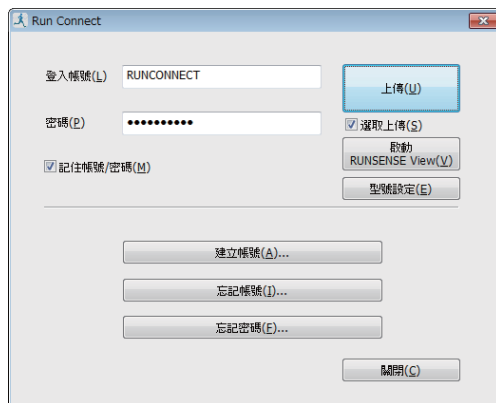 Run Connect
登入帳號(L)
RUNCONNECT
上傳(U)
密碼(P)
••••••••••
選取上傳(S)
啟動
RUNSENSE View(V)
記住帳號/密碼(M)
型號設定(E)
建立帳號(A)...
忘記帳號(I)...
忘記密碼(F)...
關閉(C)